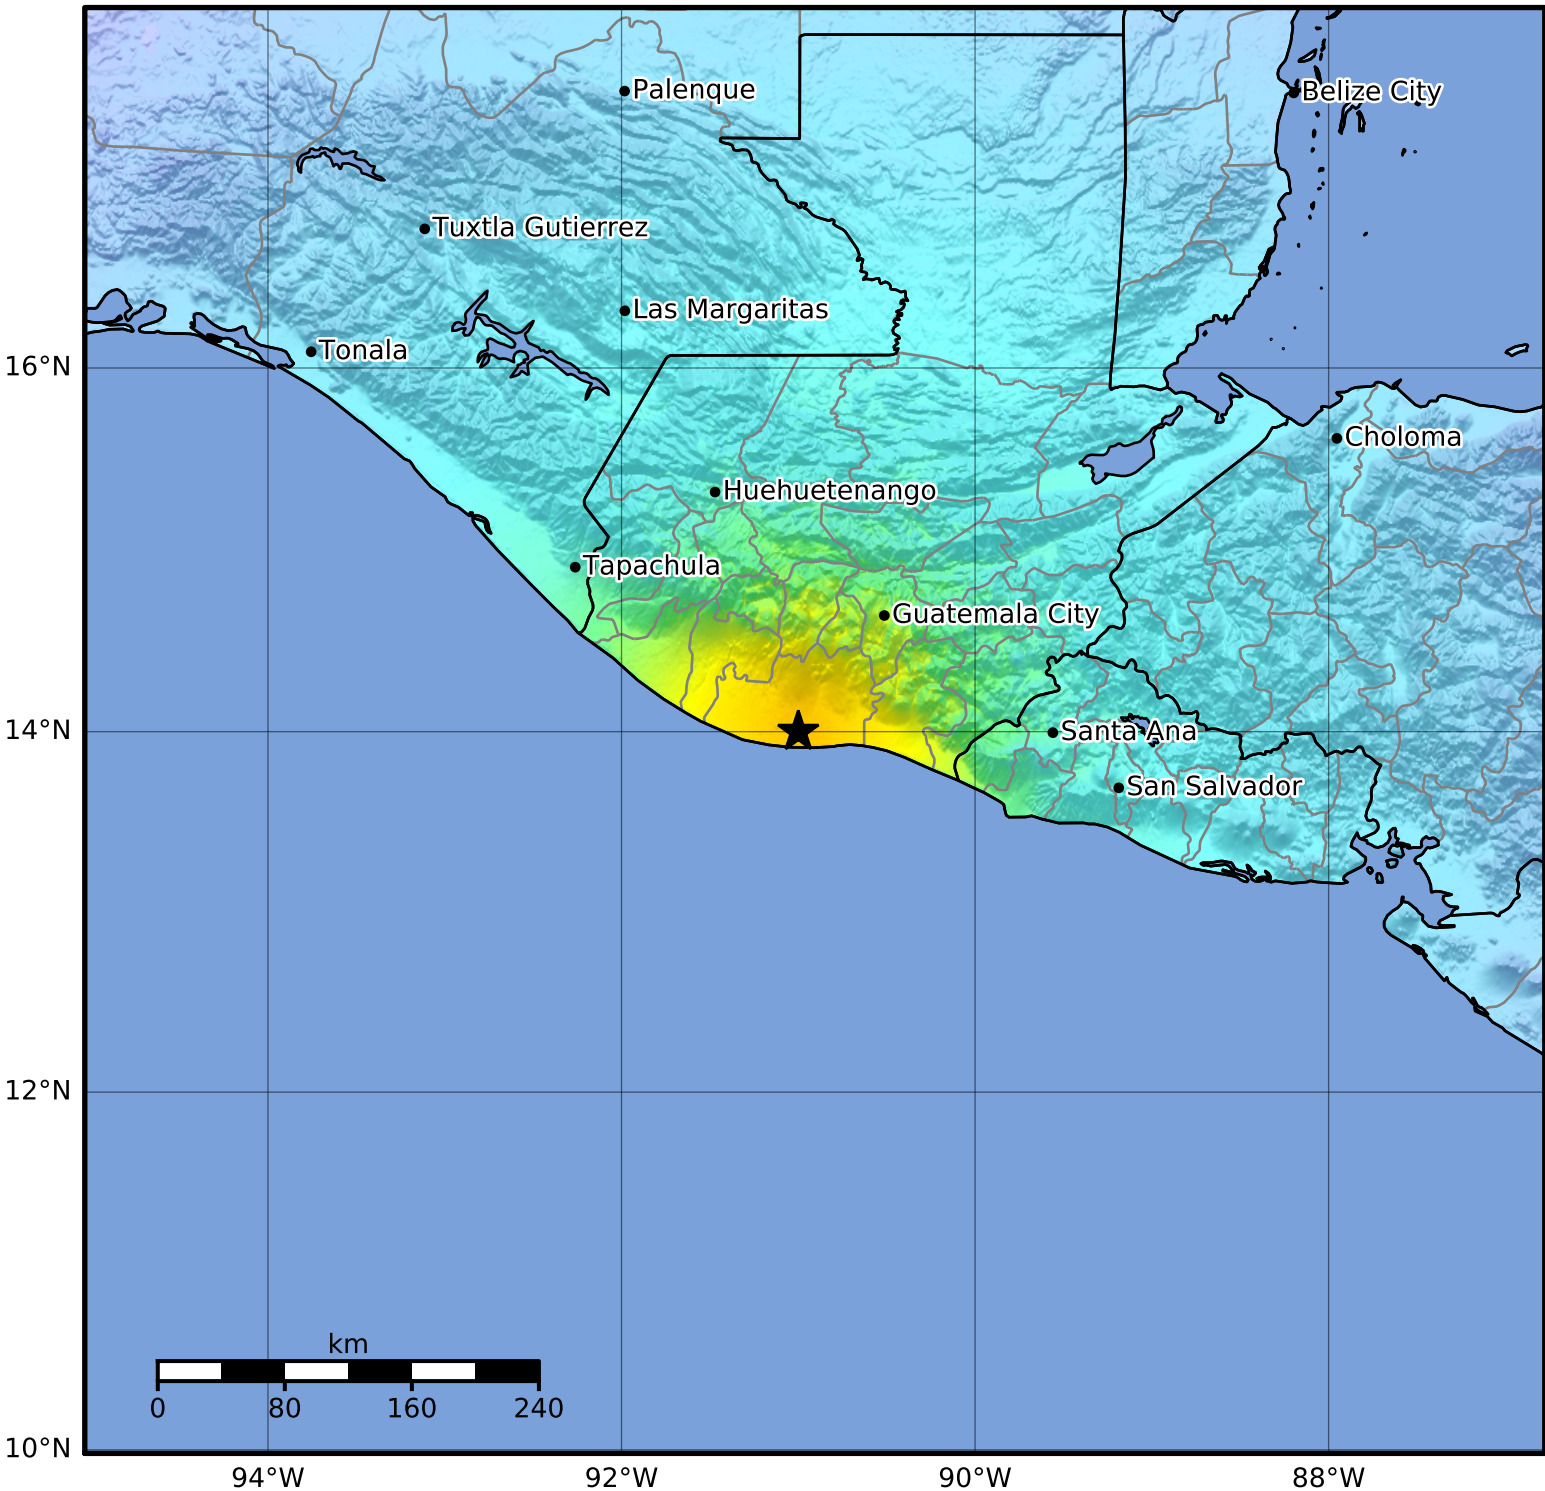 Palenque
Belize City
Tuxtla Gutierrez
Las Margaritas
Tonala
16°N
Choloma
Huehuetenango
Tapachula
Guatemala City
14°N
Santa Ana
San Salvador
12°N
km
0 80 160 240
10°N
94°W 92°W 90°W 88°W